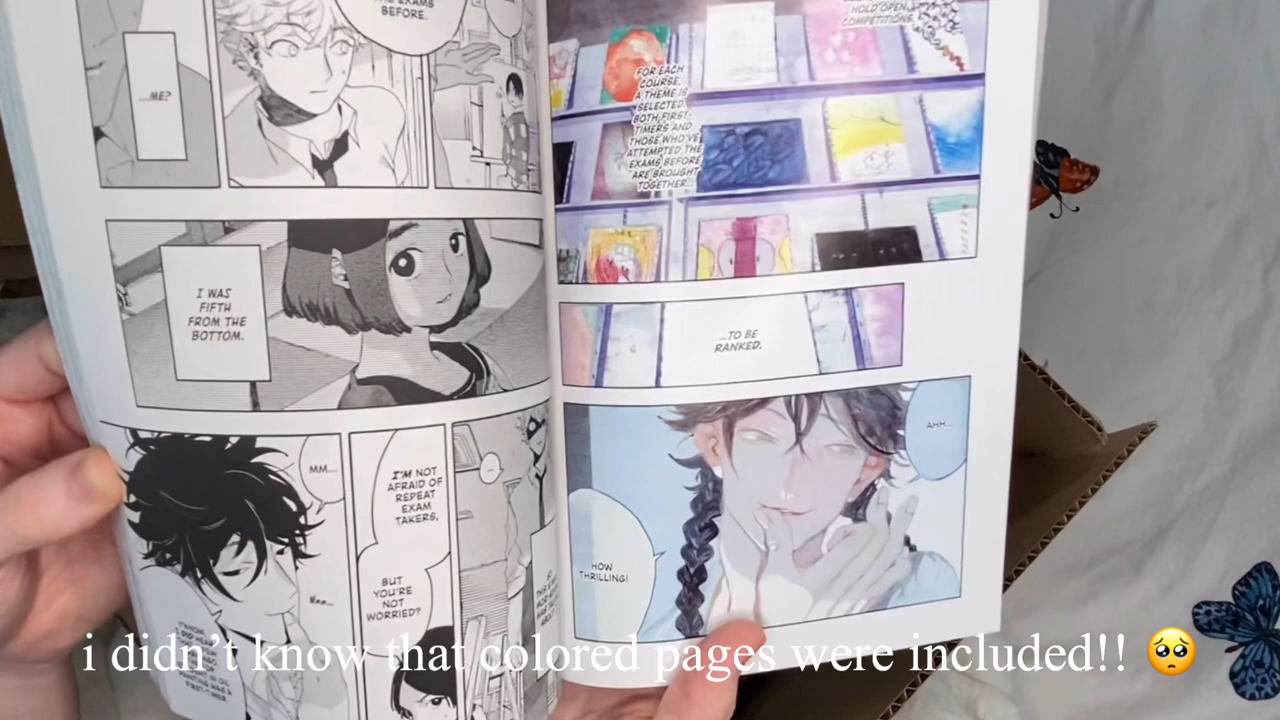 THE EXAMS
BEFORE.
...ME?
I WAS
FIFTH
FROM THE
BOTTOM.
MM...
I'M NOT
AFRAID OF
REPEAT
EXAM
TAKERS,
...
BUT
YOU'RE
NOT
WORRIED?
HOLD OPEN
COMPETITIONS.
FOR EACH
COURSE,
A THEME IS
SELECTED.
BOTH FIRST-
TIMERS AND
THOSE WHO'VE
ATTEMPTED THE
EXAMS BEFORE
ARE BROUGHT
TOGETHER...
...TO BE
RANKED.
AHH...
HOW
THRILLING!
i didn't know that colored pages were included!! 🥺